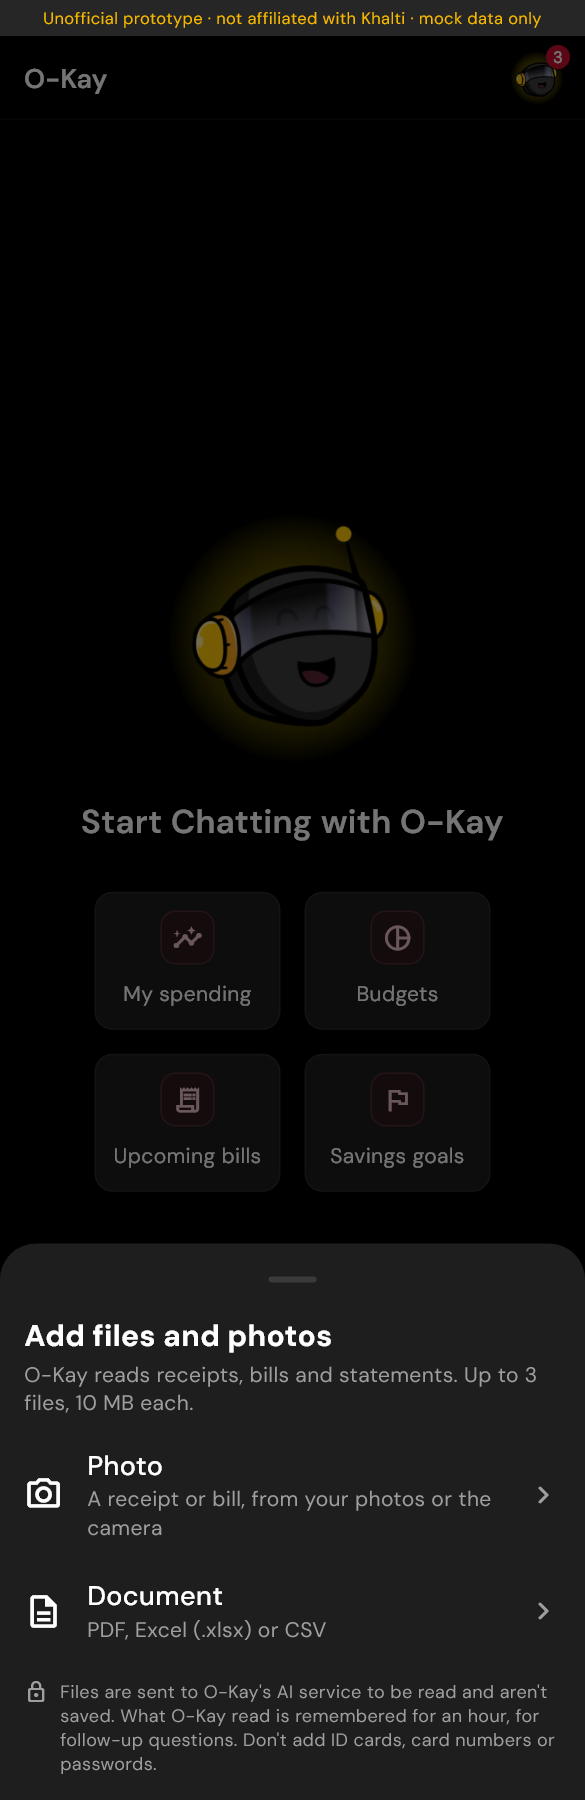 Unofficial prototype · not affiliated with Khalti · mock data only
O-Kay
3
Start Chatting with O-Kay
My spending
Budgets
Upcoming bills
Savings goals
Add files and photos
O-Kay reads receipts, bills and statements. Up to 3
files, 10 MB each.
Photo
A receipt or bill, from your photos or the
camera
Document
PDF, Excel (.xlsx) or CSV
Files are sent to O-Kay's AI service to be read and aren't
saved. What O-Kay read is remembered for an hour, for
follow-up questions. Don't add ID cards, card numbers or
passwords.